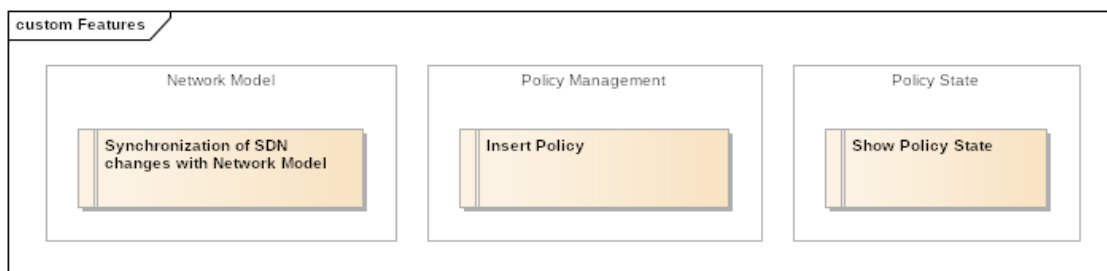 custom Features
Network Model
Policy Management
Policy State
Synchronization of SDN
changes with Network Model
Insert Policy
Show Policy State